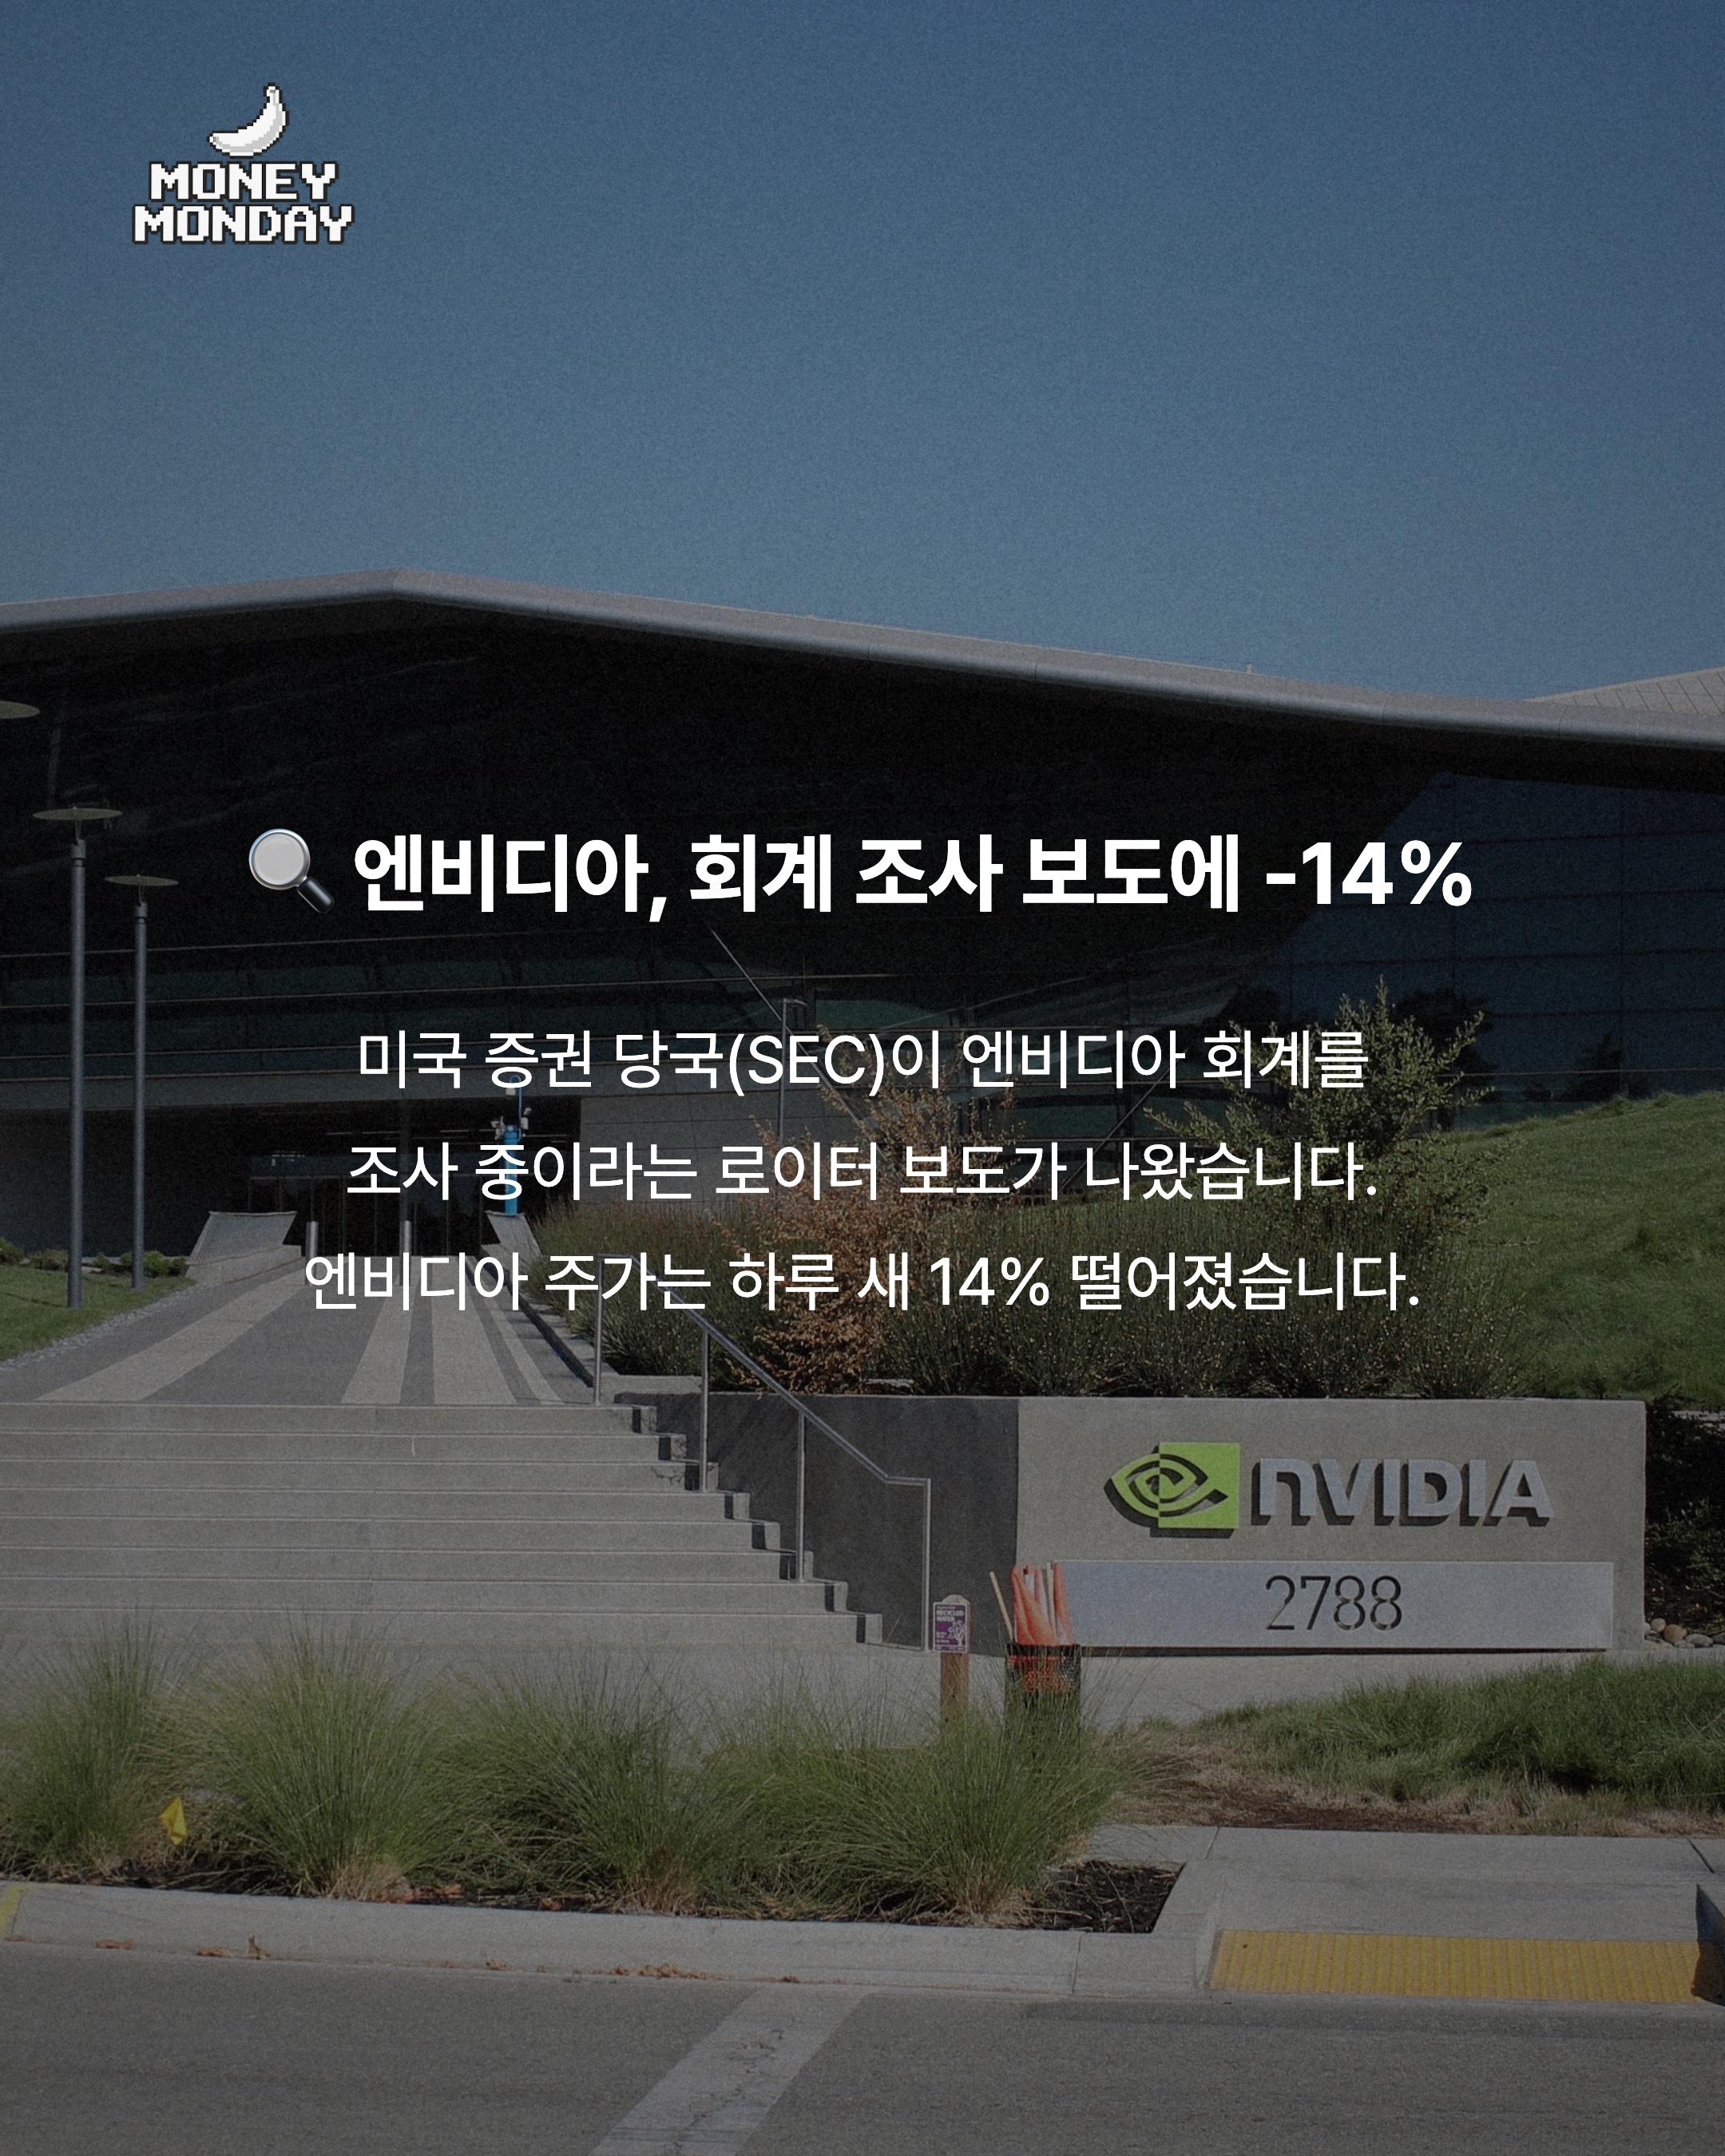 MONEY
MONDAY
🔍 엔비디아, 회계 조사 보도에 -14%
미국 증권 당국(SEC)이 엔비디아 회계를
조사 중이라는 로이터 보도가 나왔습니다.
엔비디아 주가는 하루 새 14% 떨어졌습니다.
NVIDIA
2788
RECYCLED
WATER